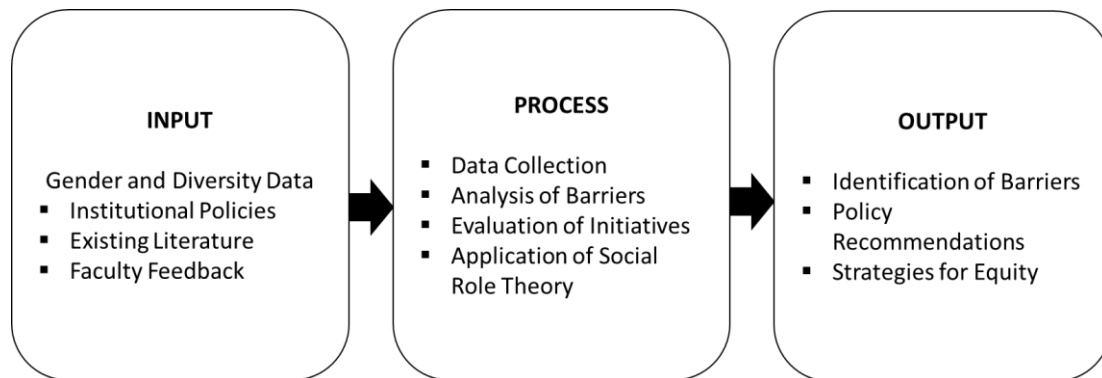 INPUT
Gender and Diversity Data
▪ Institutional Policies
▪ Existing Literature
▪ Faculty Feedback
PROCESS
▪ Data Collection
▪ Analysis of Barriers
▪ Evaluation of Initiatives
▪ Application of Social
Role Theory
OUTPUT
▪ Identification of Barriers
▪ Policy
Recommendations
▪ Strategies for Equity